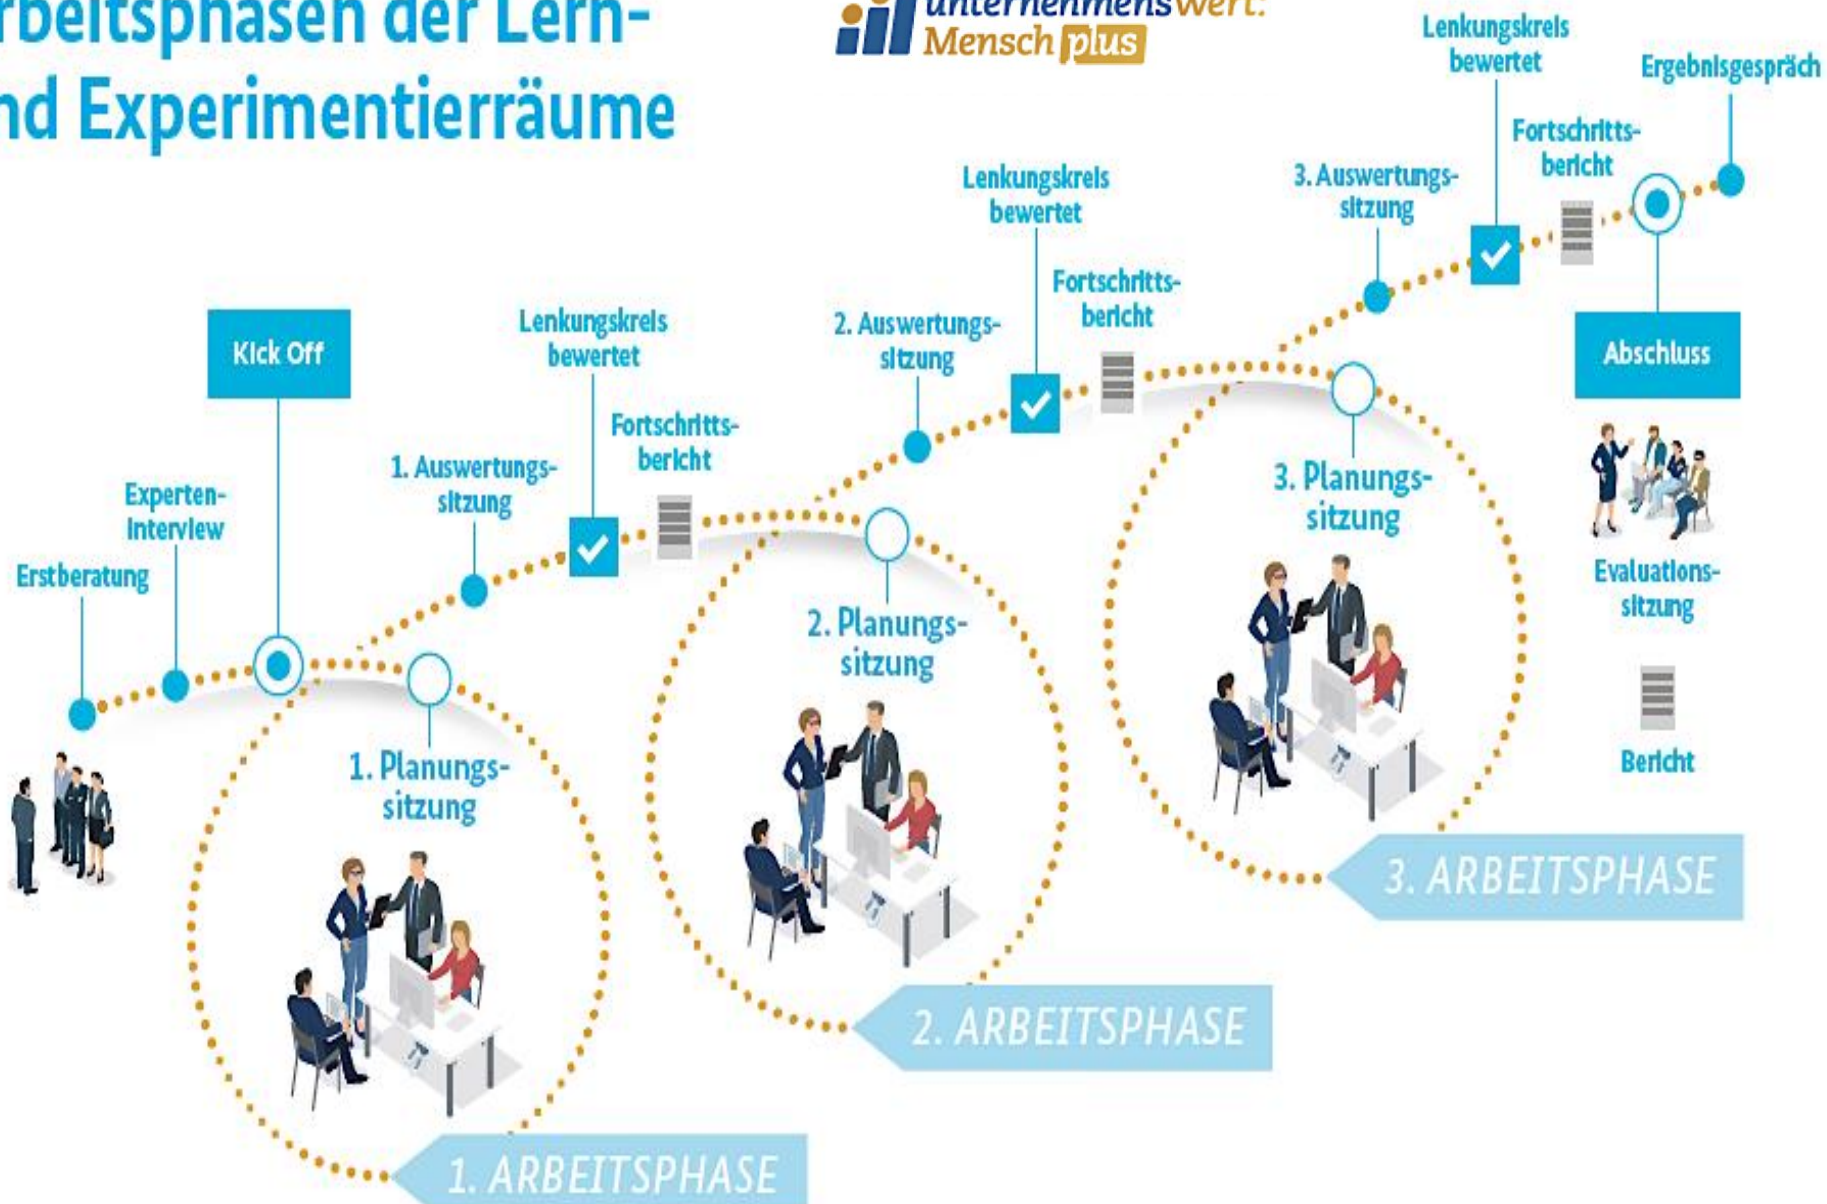 rbeitsphasen der Lern-
nd Experimentierräume
unternehmenswert:
Mensch plus
Erstberatung
Experten-
Interview
Kick Off
1. Planungs-
sitzung
1. ARBEITSPHASE
1. Auswertungs-
sitzung
Lenkungskreis
bewertet
Fortschritts-
bericht
2. Planungs-
sitzung
2. ARBEITSPHASE
2. Auswertungs-
sitzung
Lenkungskreis
bewertet
Fortschritts-
bericht
3. Planungs-
sitzung
3. ARBEITSPHASE
3. Auswertungs-
sitzung
Lenkungskreis
bewertet
Fortschritts-
bericht
Ergebnisgespräch
Abschluss
Evaluations-
sitzung
Bericht